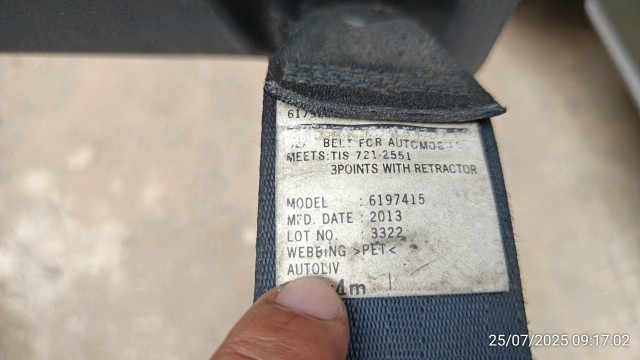 BELT FOR AUTOMOB
MEETS:TIS 721-2551
3POINTS WITH RETRACTOR
MODEL : 6197415
MFD. DATE : 2013
LOT NO. : 3322
WEBBING >PET<
AUTOLIV
4m
25/07/2025 09:17:02